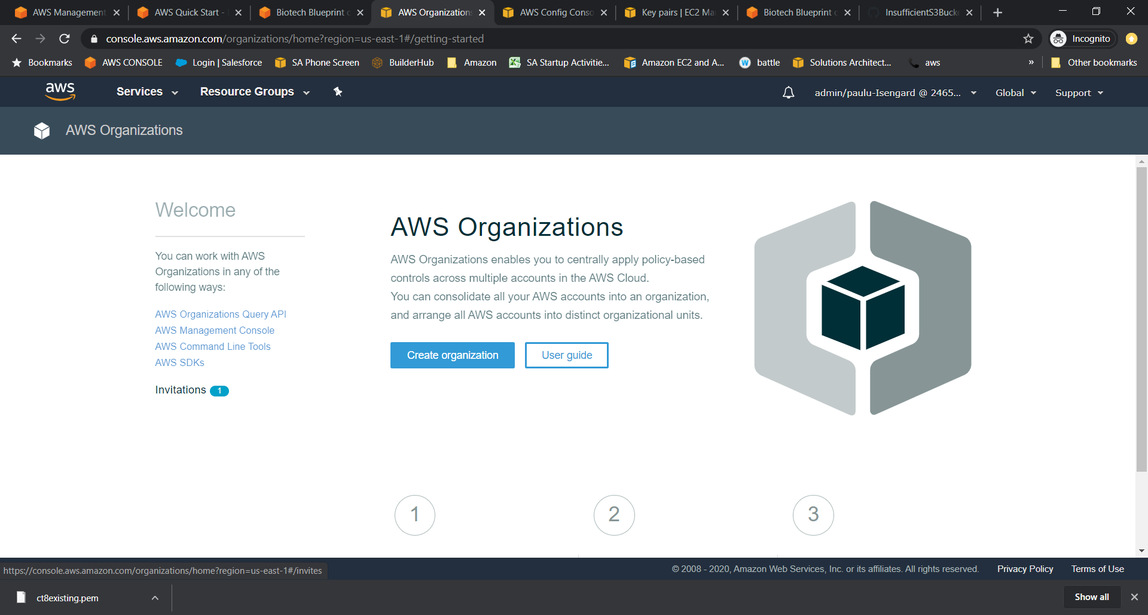 AWS Management
AWS Quick Start -
Biotech Blueprint o
AWS Organization
AWS Config Conso
Key pairs | EC2 Ma
Biotech Blueprint o
InsufficientS3Buck
console.aws.amazon.com/organizations/home?region=us-east-1#/getting-started
Incognito
Bookmarks
AWS CONSOLE
Login | Salesforce
SA Phone Screen
BuilderHub
Amazon
SA Startup Activitie...
Amazon EC2 and A...
battle
Solutions Architect...
aws
»
Other bookmarks
aws
Services
Resource Groups
admin/paulu-Isengard @ 2465...
Global
Support
AWS Organizations
Welcome
You can work with AWS
Organizations in any of the
following ways:
AWS Organizations Query API
AWS Management Console
AWS Command Line Tools
AWS SDKs
Invitations 1
AWS Organizations
AWS Organizations enables you to centrally apply policy-based
controls across multiple accounts in the AWS Cloud.
You can consolidate all your AWS accounts into an organization,
and arrange all AWS accounts into distinct organizational units.
Create organization
User guide
1
2
3
https://console.aws.amazon.com/organizations/home?region=us-east-1#/invites
© 2008 - 2020, Amazon Web Services, Inc. or its affiliates. All rights reserved.
Privacy Policy
Terms of Use
ct8existing.pem
Show all